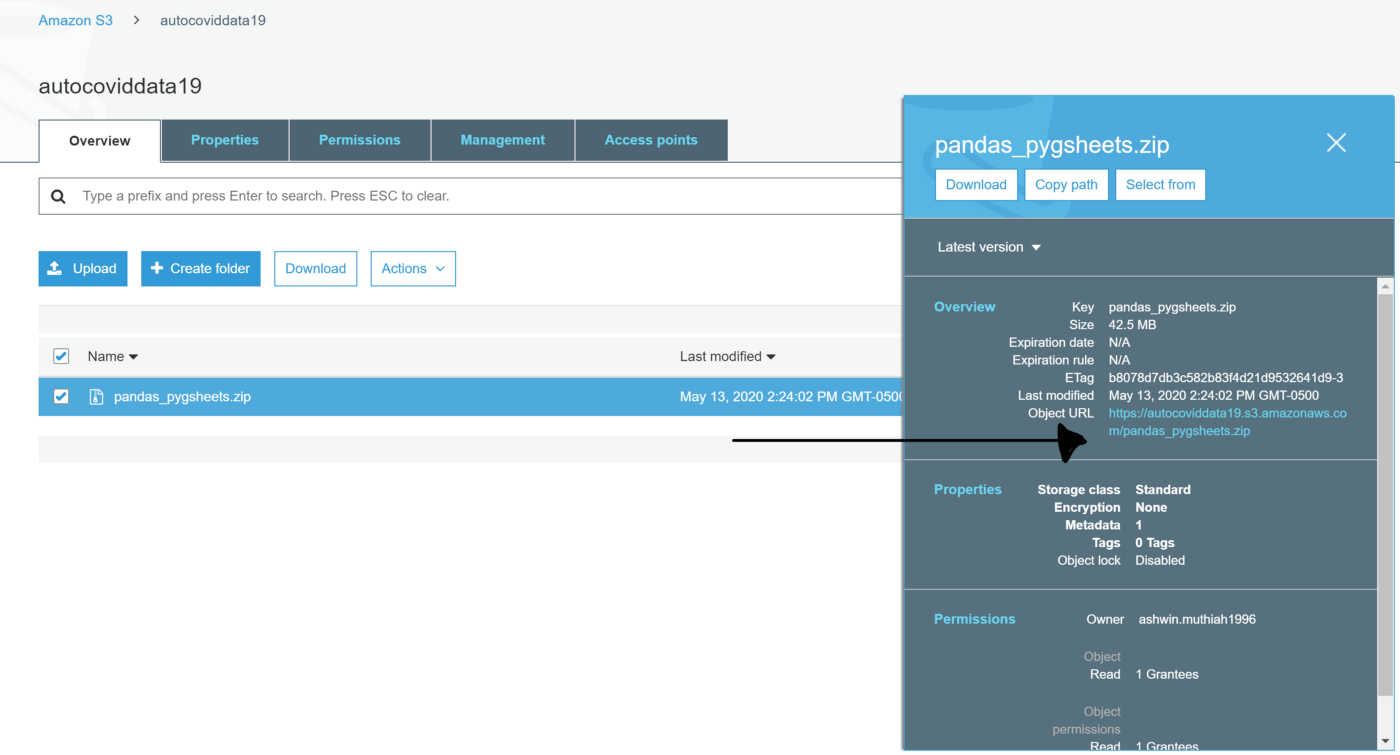 Amazon S3 > autocoviddata19
autocoviddata19
Overview Properties Permissions Management Access points
Type a prefix and press Enter to search. Press ESC to clear.
Upload Create folder Download Actions
Name Last modified
pandas_pygsheets.zip May 13, 2020 2:24:02 PM GMT-0500
pandas_pygsheets.zip
Download Copy path Select from
Latest version
Overview Key pandas_pygsheets.zip
Size 42.5 MB
Expiration date N/A
Expiration rule N/A
ETag b8078d7db3c582b83f4d21d9532641d9-3
Last modified May 13, 2020 2:24:02 PM GMT-0500
Object URL https://autocoviddata19.s3.amazonaws.co
m/pandas_pygsheets.zip
Properties Storage class Standard
Encryption None
Metadata 1
Tags 0 Tags
Object lock Disabled
Permissions Owner ashwin.muthiah1996
Object
Read 1 Grantees
Object
permissions
Read 1 Grantees